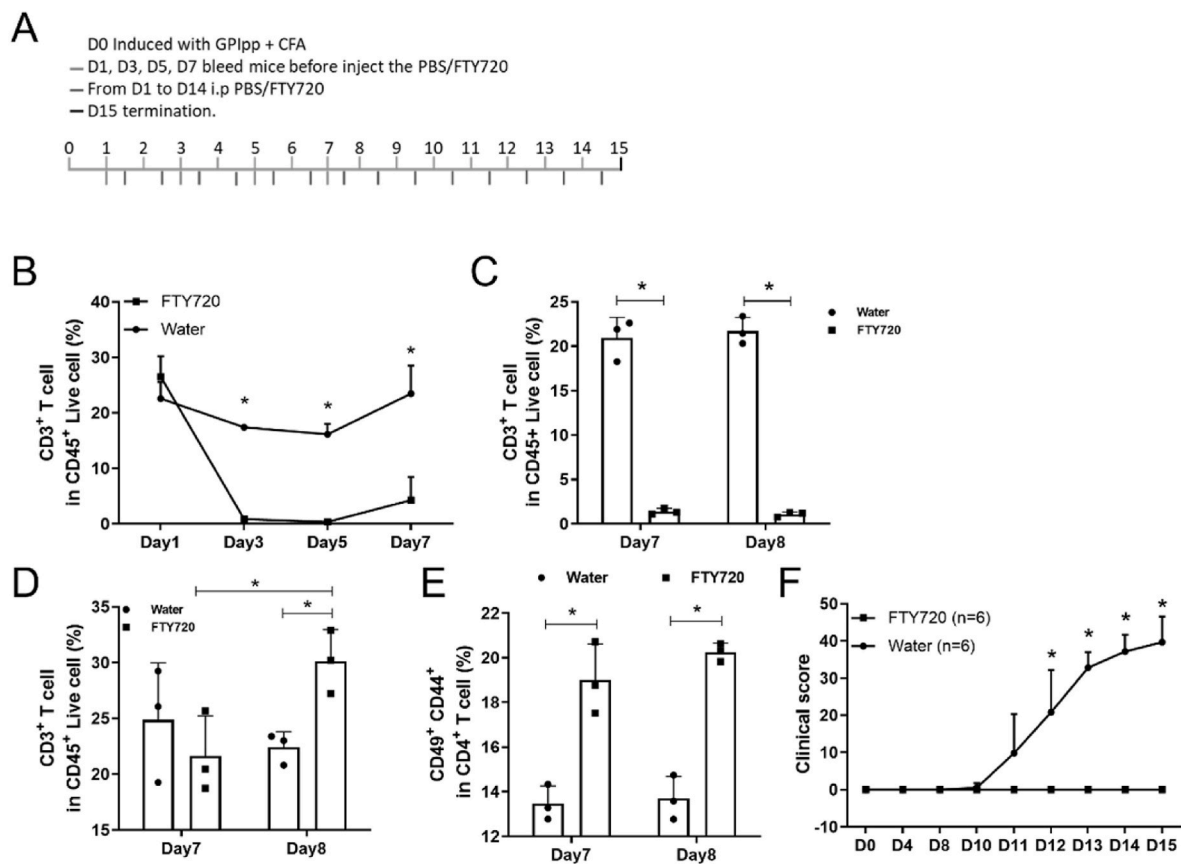 A
D0 Induced with GPIpp + CFA
D1, D3, D5, D7 bleed mice before inject the PBS/FTY720
From D1 to D14 i.p PBS/FTY720
D15 termination.
0 1 2 3 4 5 6 7 8 9 10 11 12 13 14 15
B
FTY720
Water
CD3⁺ T cell
in CD45⁺ Live cell (%)
40
30
20
10
0
* * *
Day1 Day3 Day5 Day7
C
Water
FTY720
CD3⁺ T cell
in CD45+ Live cell (%)
25
20
15
10
5
0
* *
Day7 Day8
D
Water
FTY720
CD3⁺ T cell
in CD45⁺ Live cell (%)
35
30
25
20
15
*
*
Day7 Day8
E
Water FTY720
CD49⁺ CD44⁺
in CD4⁺ T cell (%)
22
20
18
16
14
12
* *
Day7 Day8
F
FTY720 (n=6)
Water (n=6)
Clinical score
50
40
30
20
10
0
-10
* * * *
D0 D4 D8 D10 D11 D12 D13 D14 D15